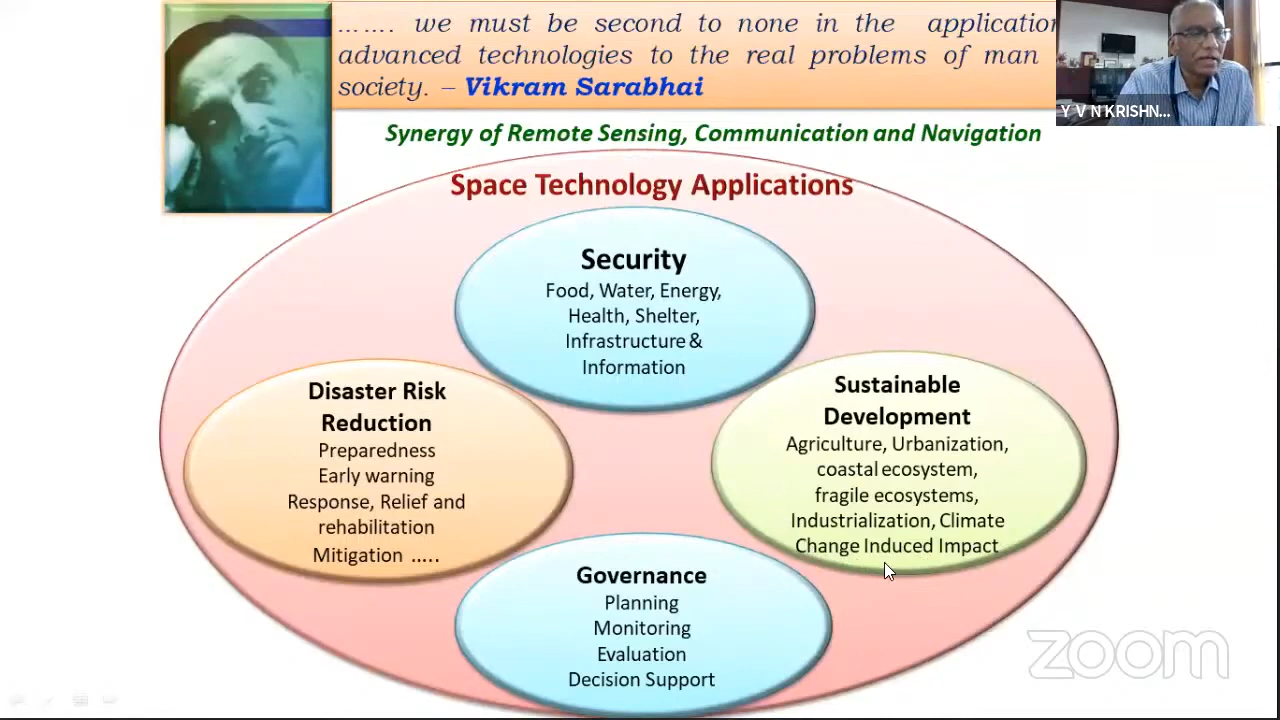 ……. we must be second to none in the application
advanced technologies to the real problems of man
society. – Vikram Sarabhai
Y V N KRISHN...
Synergy of Remote Sensing, Communication and Navigation
Space Technology Applications
Security
Food, Water, Energy,
Health, Shelter,
Infrastructure &
Information
Disaster Risk
Reduction
Preparedness
Early warning
Response, Relief and
rehabilitation
Mitigation …..
Sustainable
Development
Agriculture, Urbanization,
coastal ecosystem,
fragile ecosystems,
Industrialization, Climate
Change Induced Impact
Governance
Planning
Monitoring
Evaluation
Decision Support
zoom